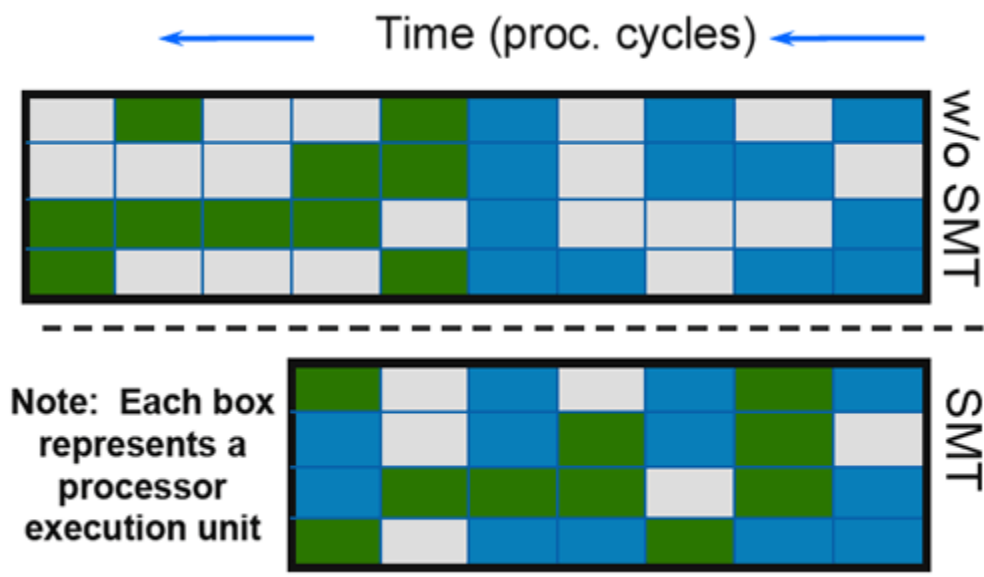 Time (proc. cycles)
w/o SMT
Note: Each box
represents a
processor
execution unit
SMT